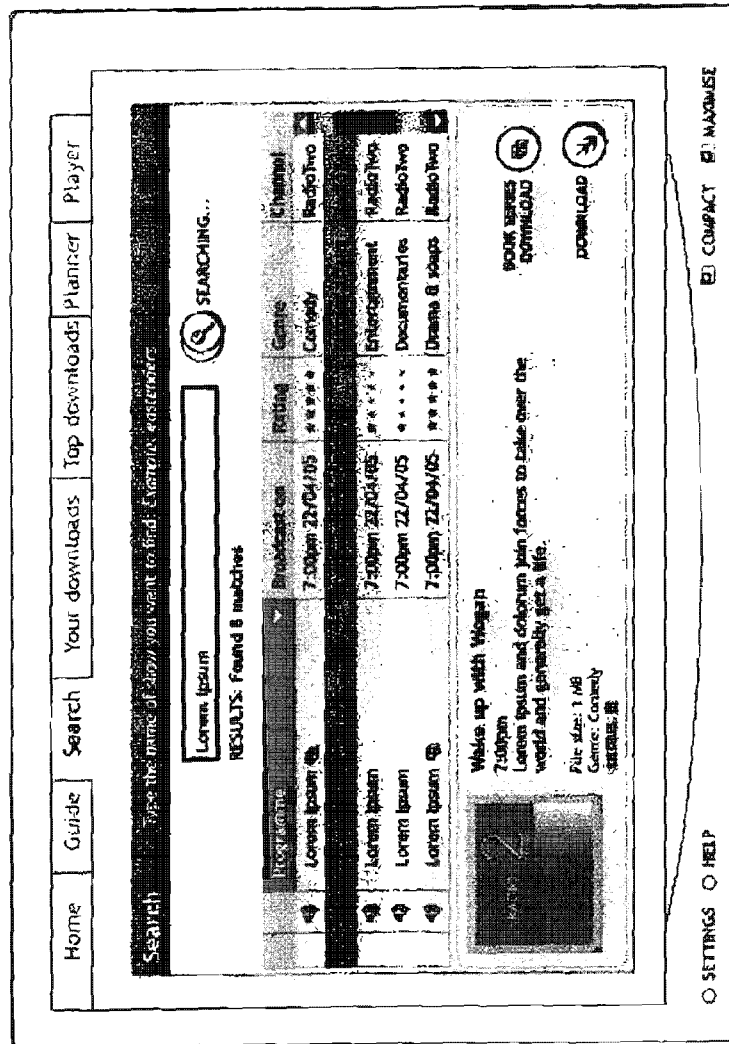 Home Guide Search Your downloads Top downloads Planner Player
Search Type the name of show you want to find: Example: eastenders
Lorem Ipsum SEARCHING...
RESULTS: Found 8 matches
Programme Broadcast on Rating Genre Channel
Lorem Ipsum 7:00pm 22/04/05 ***** Comedy RadioTwo
Lorem Ipsum 7:00pm 22/04/05 ***** Entertainment RadioTwo
Lorem Ipsum 7:00pm 22/04/05 ***** Documentaries RadioTwo
Lorem Ipsum 7:00pm 22/04/05 ***** Drama & soaps RadioTwo
2
Wake up with Wogan
7:00pm
Lorem ipsum and dolorum join forces to take over the
world and generally get a life.
File size: 1 MB
Genre: Comedy
BOOK SERIES
DOWNLOAD
DOWNLOAD
SETTINGS HELP COMPACT MAXIMISE